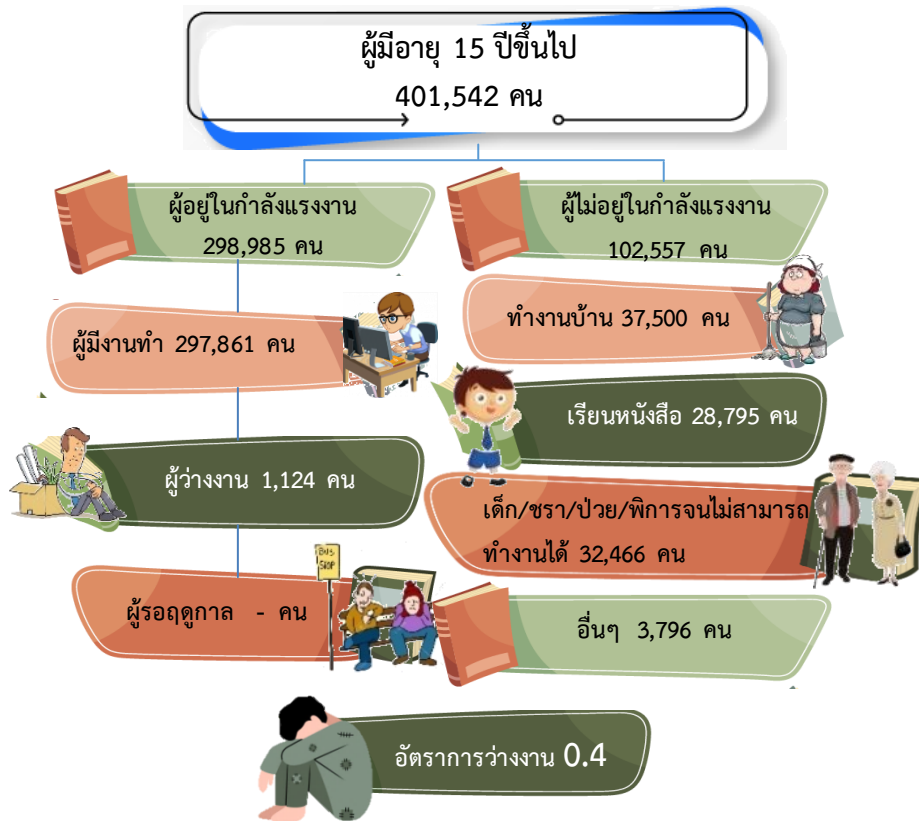 ผู้มีอายุ 15 ปีขึ้นไป
401,542 คน
ผู้อยู่ในกำลังแรงงาน
298,985 คน
ผู้มีงานทำ 297,861 คน
ผู้ว่างงาน 1,124 คน
BUS
STOP
ผู้รอฤดูกาล - คน
ผู้ไม่อยู่ในกำลังแรงงาน
102,557 คน
ทำงานบ้าน 37,500 คน
เรียนหนังสือ 28,795 คน
เด็ก/ชรา/ป่วย/พิการจนไม่สามารถ
ทำงานได้ 32,466 คน
อื่นๆ 3,796 คน
อัตราการว่างงาน 0.4